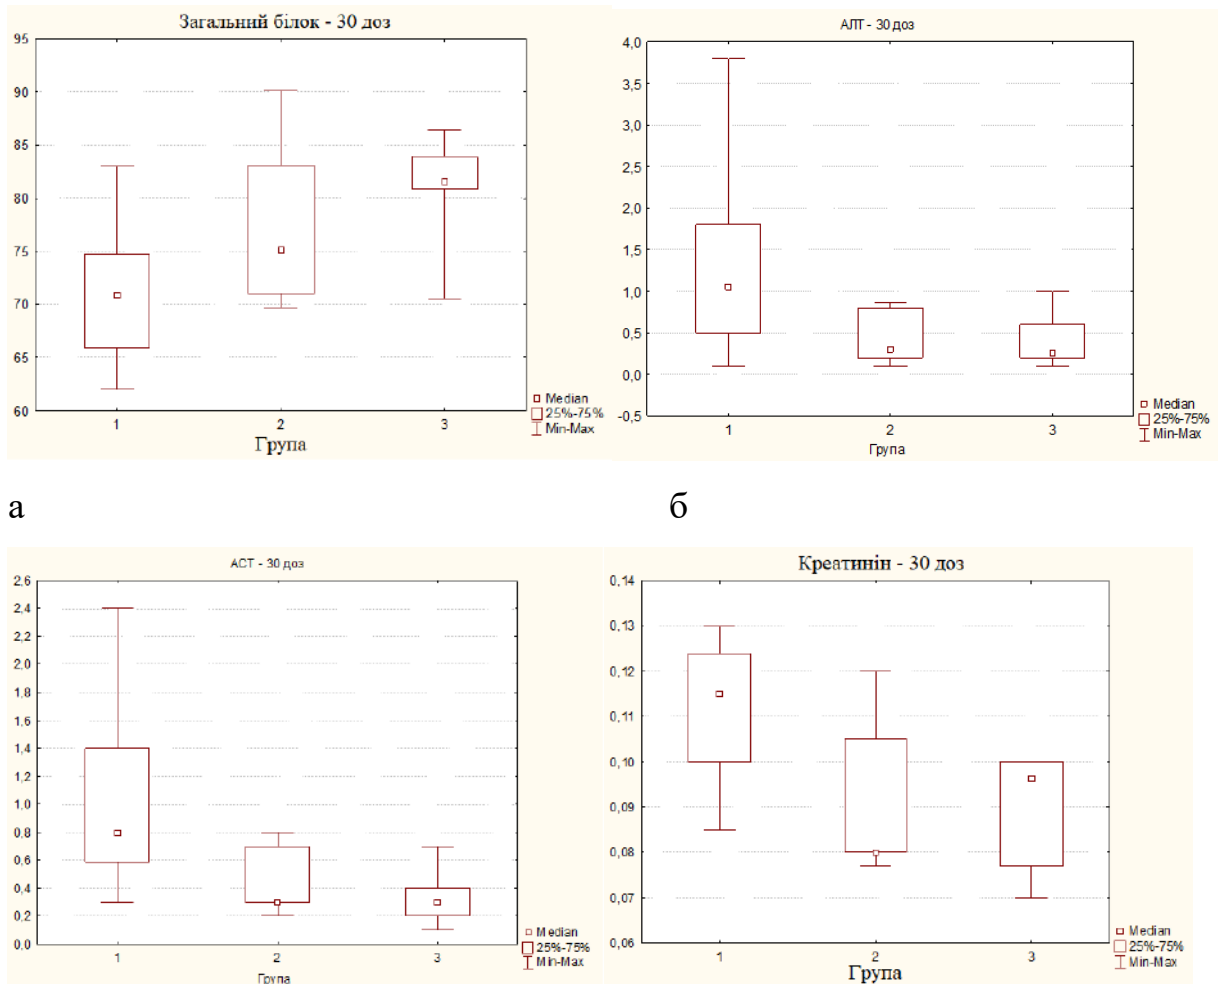 Загальний білок - 30 доз
95
90
85
80
75
70
65
60
1 2 3
Група
Median
25%-75%
Min-Max
АЛТ - 30 доз
4,0
3,5
3,0
2,5
2,0
1,5
1,0
0,5
0,0
-0,5
1 2 3
Група
Median
25%-75%
Min-Max
а б
АСТ - 30 доз
2,6
2,4
2,2
2,0
1,8
1,6
1,4
1,2
1,0
0,8
0,6
0,4
0,2
0,0
1 2 3
Група
Median
25%-75%
Min-Max
Креатинін - 30 доз
0,14
0,13
0,12
0,11
0,10
0,09
0,08
0,07
0,06
1 2 3
Група
Median
25%-75%
Min-Max